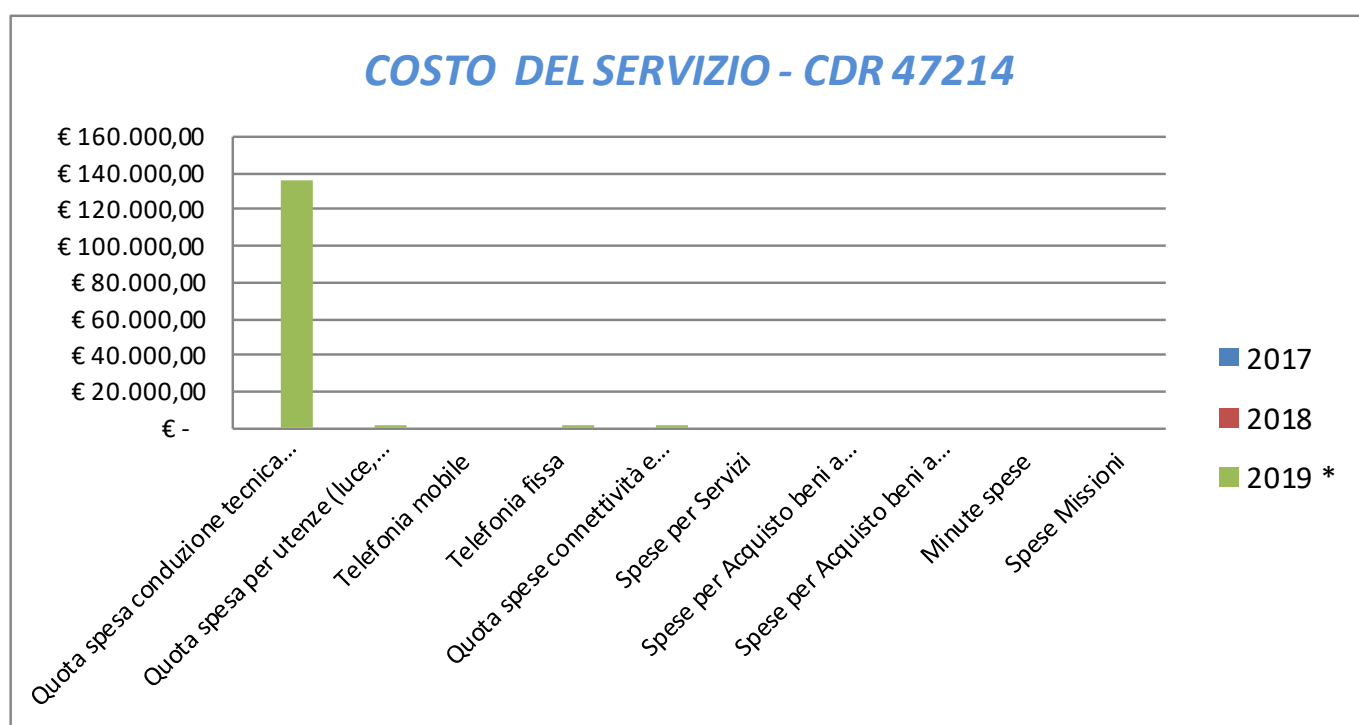 COSTO DEL SERVIZIO - CDR 47214
€ 160.000,00
€ 140.000,00
€ 120.000,00
€ 100.000,00
€ 80.000,00
€ 60.000,00
€ 40.000,00
€ 20.000,00
€ -
Quota spesa conduzione tecnica...
Quota spesa per utenze (luce,...
Telefonia mobile
Telefonia fissa
Quota spese connettività e...
Spese per Servizi
Spese per Acquisto beni a...
Spese per Acquisto beni a...
Minute spese
Spese Missioni
2017
2018
2019 *